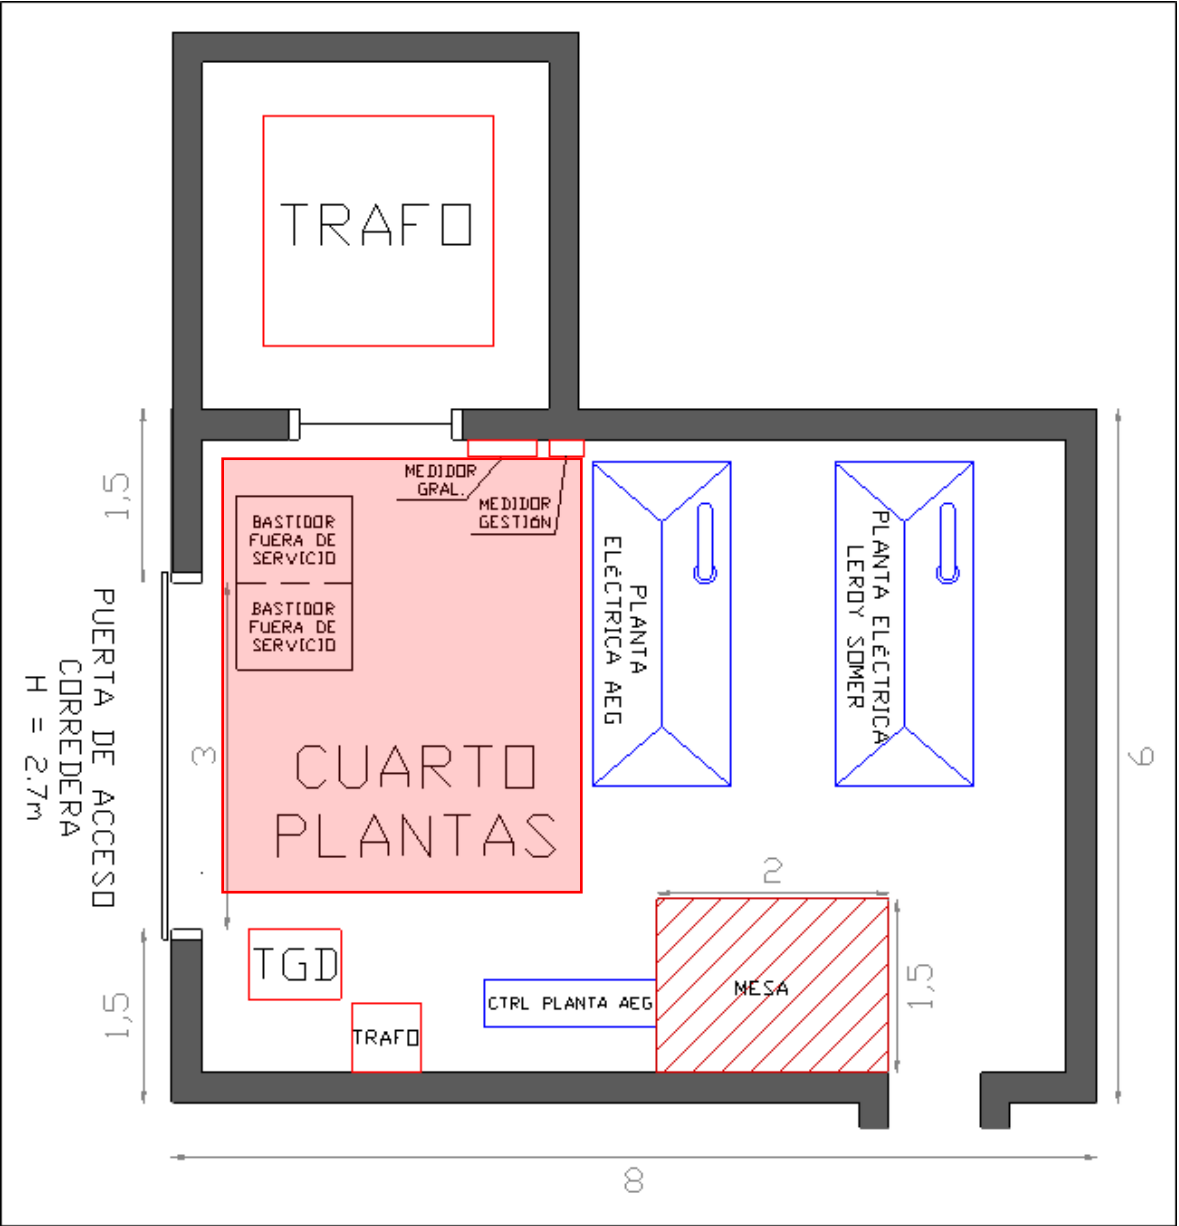 TRAFO
1,5
MEDIDOR
GRAL.
MEDIDOR
GESTIÓN
BASTIDOR
FUERA DE
SERVICIO
BASTIDOR
FUERA DE
SERVICIO
PLANTA
ELÉCTRICA AEG
PLANTA ELÉCTRICA
LEROY SOMER
PUERTA DE ACCESO
CORREDERA
H = 2.7m
3
6
CUARTO
PLANTAS
2
TGD
TRAFO
CTRL PLANTA AEG
MESA
1,5
1,5
8